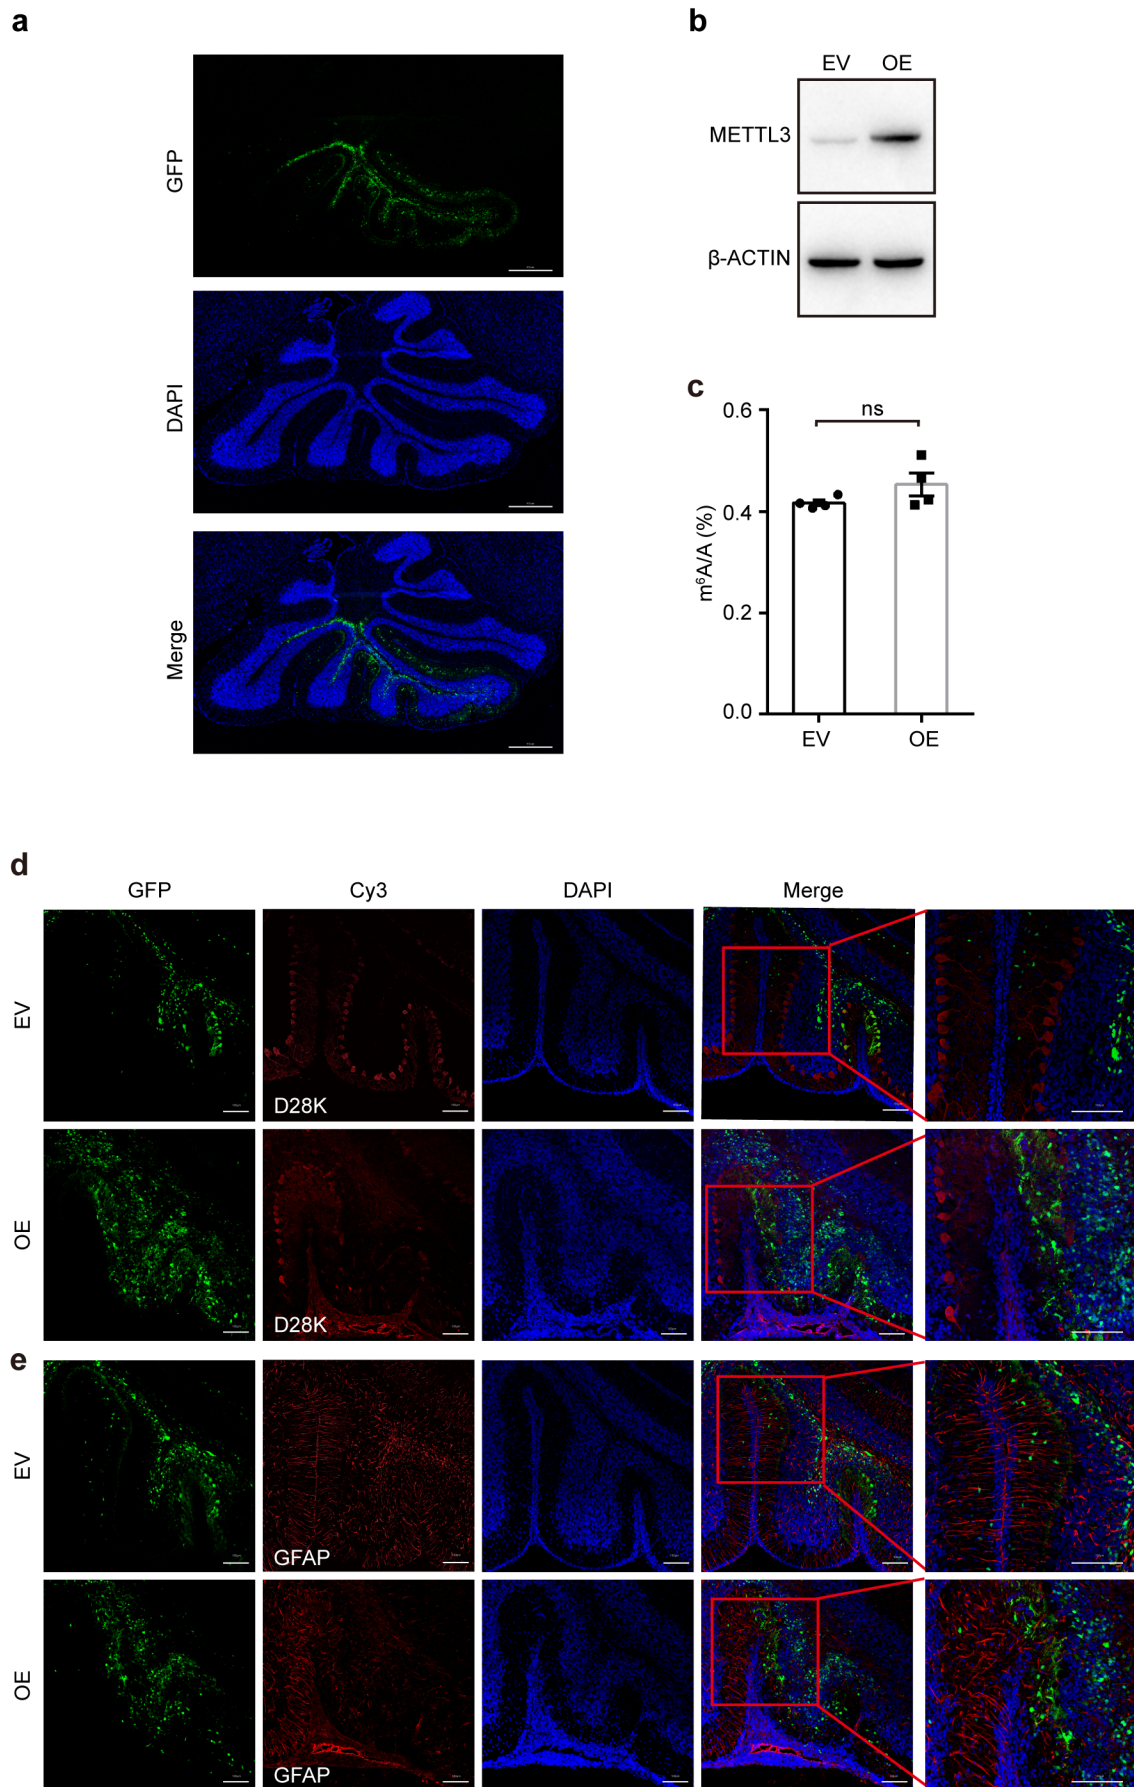 a
GFP
DAPI
Merge
b
EV OE
METTL3
β-ACTIN
c
ns
0.6
0.4
0.2
0.0
m⁶A/A (%)
EV OE
d
GFP Cy3 DAPI Merge
EV
D28K
OE
D28K
e
EV
GFAP
OE
GFAP